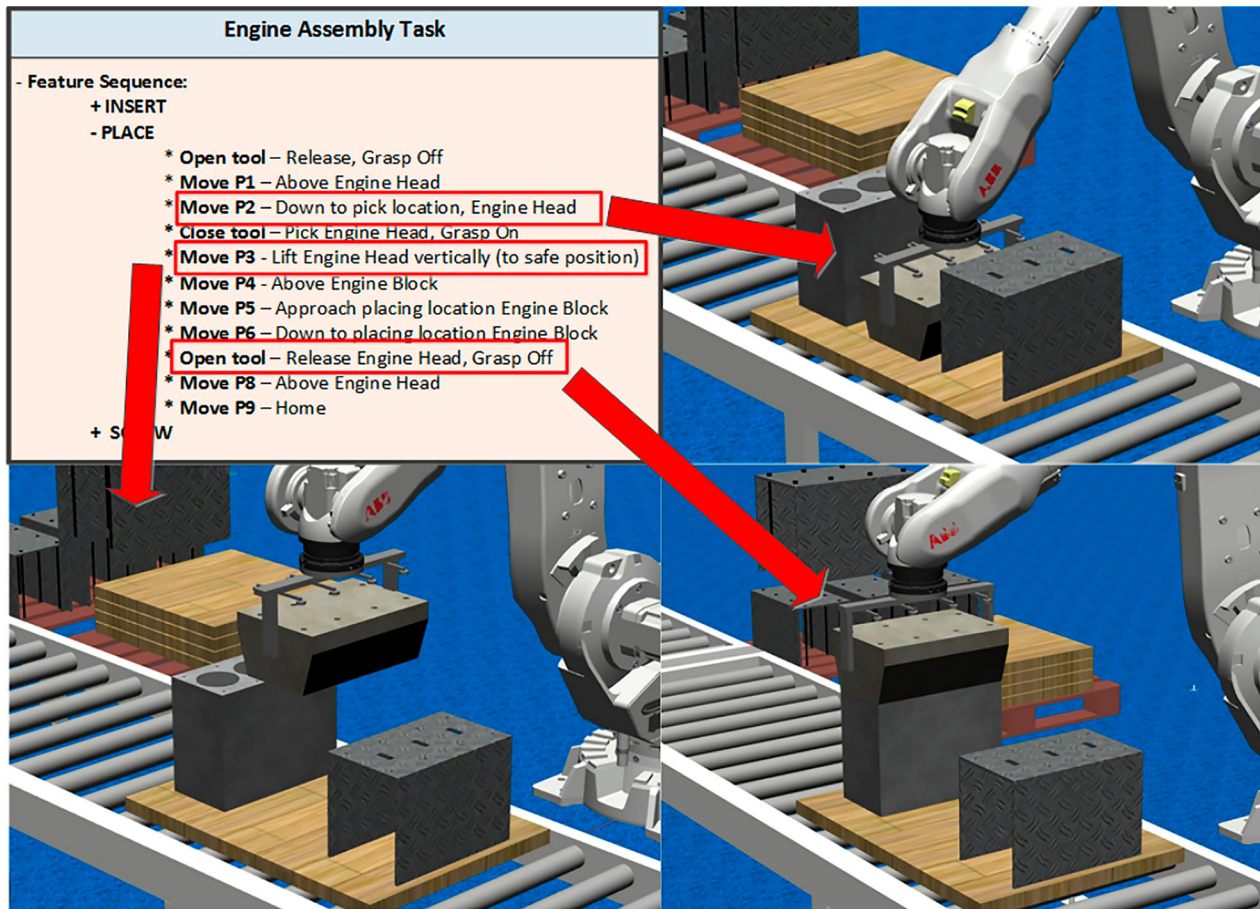 Engine Assembly Task
- Feature Sequence:
+ INSERT
- PLACE
* Open tool – Release, Grasp Off
* Move P1 – Above Engine Head
* Move P2 – Down to pick location, Engine Head
* Close tool – Pick Engine Head, Grasp On
* Move P3 - Lift Engine Head vertically (to safe position)
* Move P4 - Above Engine Block
* Move P5 – Approach placing location Engine Block
* Move P6 – Down to placing location Engine Block
* Open tool – Release Engine Head, Grasp Off
* Move P8 – Above Engine Head
* Move P9 – Home
+
ABB
ABB
ABB